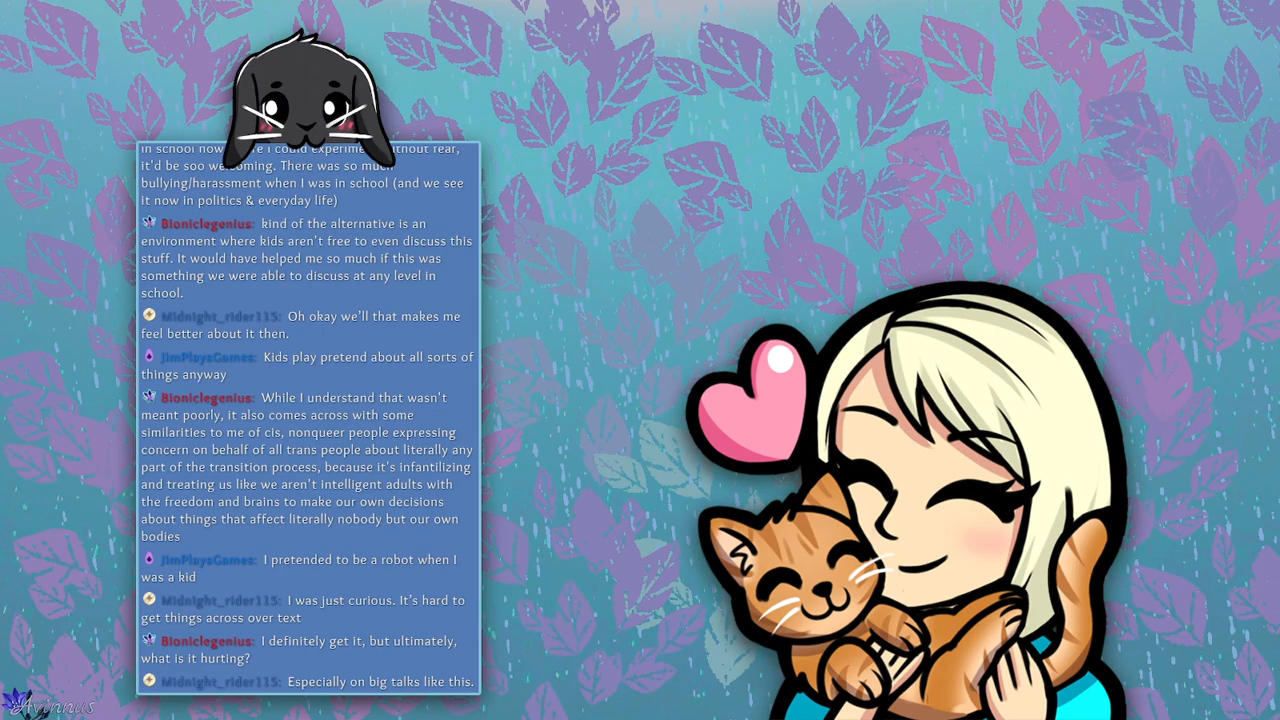 in school now I could experime ithout fear,
it'd be soo welcoming. There was so much
bullying/harassment when I was in school (and we see
it now in politics & everyday life)
Bioniclegenius: kind of the alternative is an
environment where kids aren't free to even discuss this
stuff. It would have helped me so much if this was
something we were able to discuss at any level in
school.
Midnight_rider115: Oh okay we'll that makes me
feel better about it then.
JimPlaysGames: Kids play pretend about all sorts of
things anyway
Bioniclegenius: While I understand that wasn't
meant poorly, it also comes across with some
similarities to me of cis, nonqueer people expressing
concern on behalf of all trans people about literally any
part of the transition process, because it's infantilizing
and treating us like we aren't intelligent adults with
the freedom and brains to make our own decisions
about things that affect literally nobody but our own
bodies
JimPlaysGames: I pretended to be a robot when I
was a kid
Midnight_rider115: I was just curious. It's hard to
get things across over text
Bioniclegenius: I definitely get it, but ultimately,
what is it hurting?
Midnight_rider115: Especially on big talks like this.
Avinnus